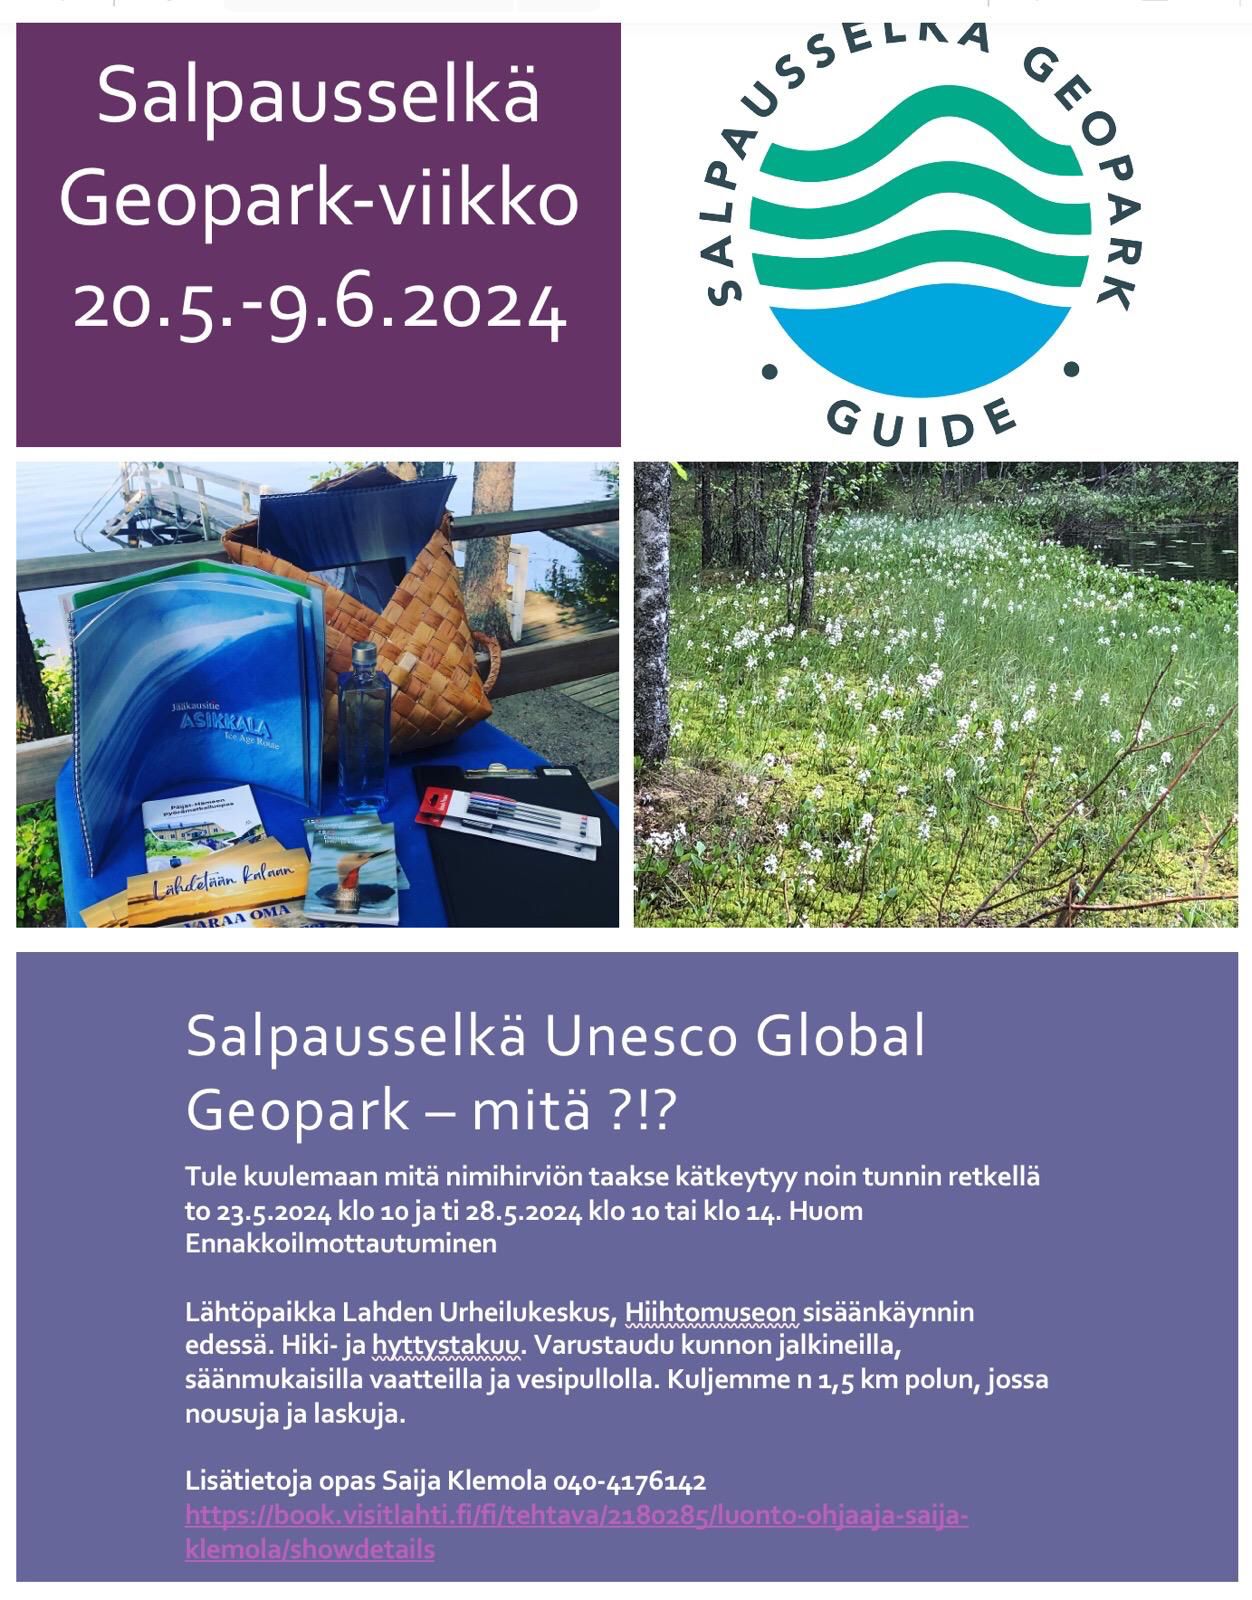 Salpausselkä
Geopark-viikko
20.5.-9.6.2024
SALPAUSSELKÄ GEOPARK
• GUIDE •
Jääkausitie
ASIKKALA
Ice Age Route
Päijät-Hämeen
pyörämatkailuopas
Lähdetään kalaan
VARAA OMA
Salpausselkä Unesco Global
Geopark – mitä ?!?
Tule kuulemaan mitä nimihirviön taakse kätkeytyy noin tunnin retkellä
to 23.5.2024 klo 10 ja ti 28.5.2024 klo 10 tai klo 14. Huom
Ennakkoilmottautuminen
Lähtöpaikka Lahden Urheilukeskus, Hiihtomuseon sisäänkäynnin
edessä. Hiki- ja hyttystakuu. Varustaudu kunnon jalkineilla,
säänmukaisilla vaatteilla ja vesipullolla. Kuljemme n 1,5 km polun, jossa
nousuja ja laskuja.
Lisätietoja opas Saija Klemola 040-4176142
https://book.visitlahti.fi/fi/tehtava/2180285/luonto-ohjaaja-saija-
klemola/showdetails